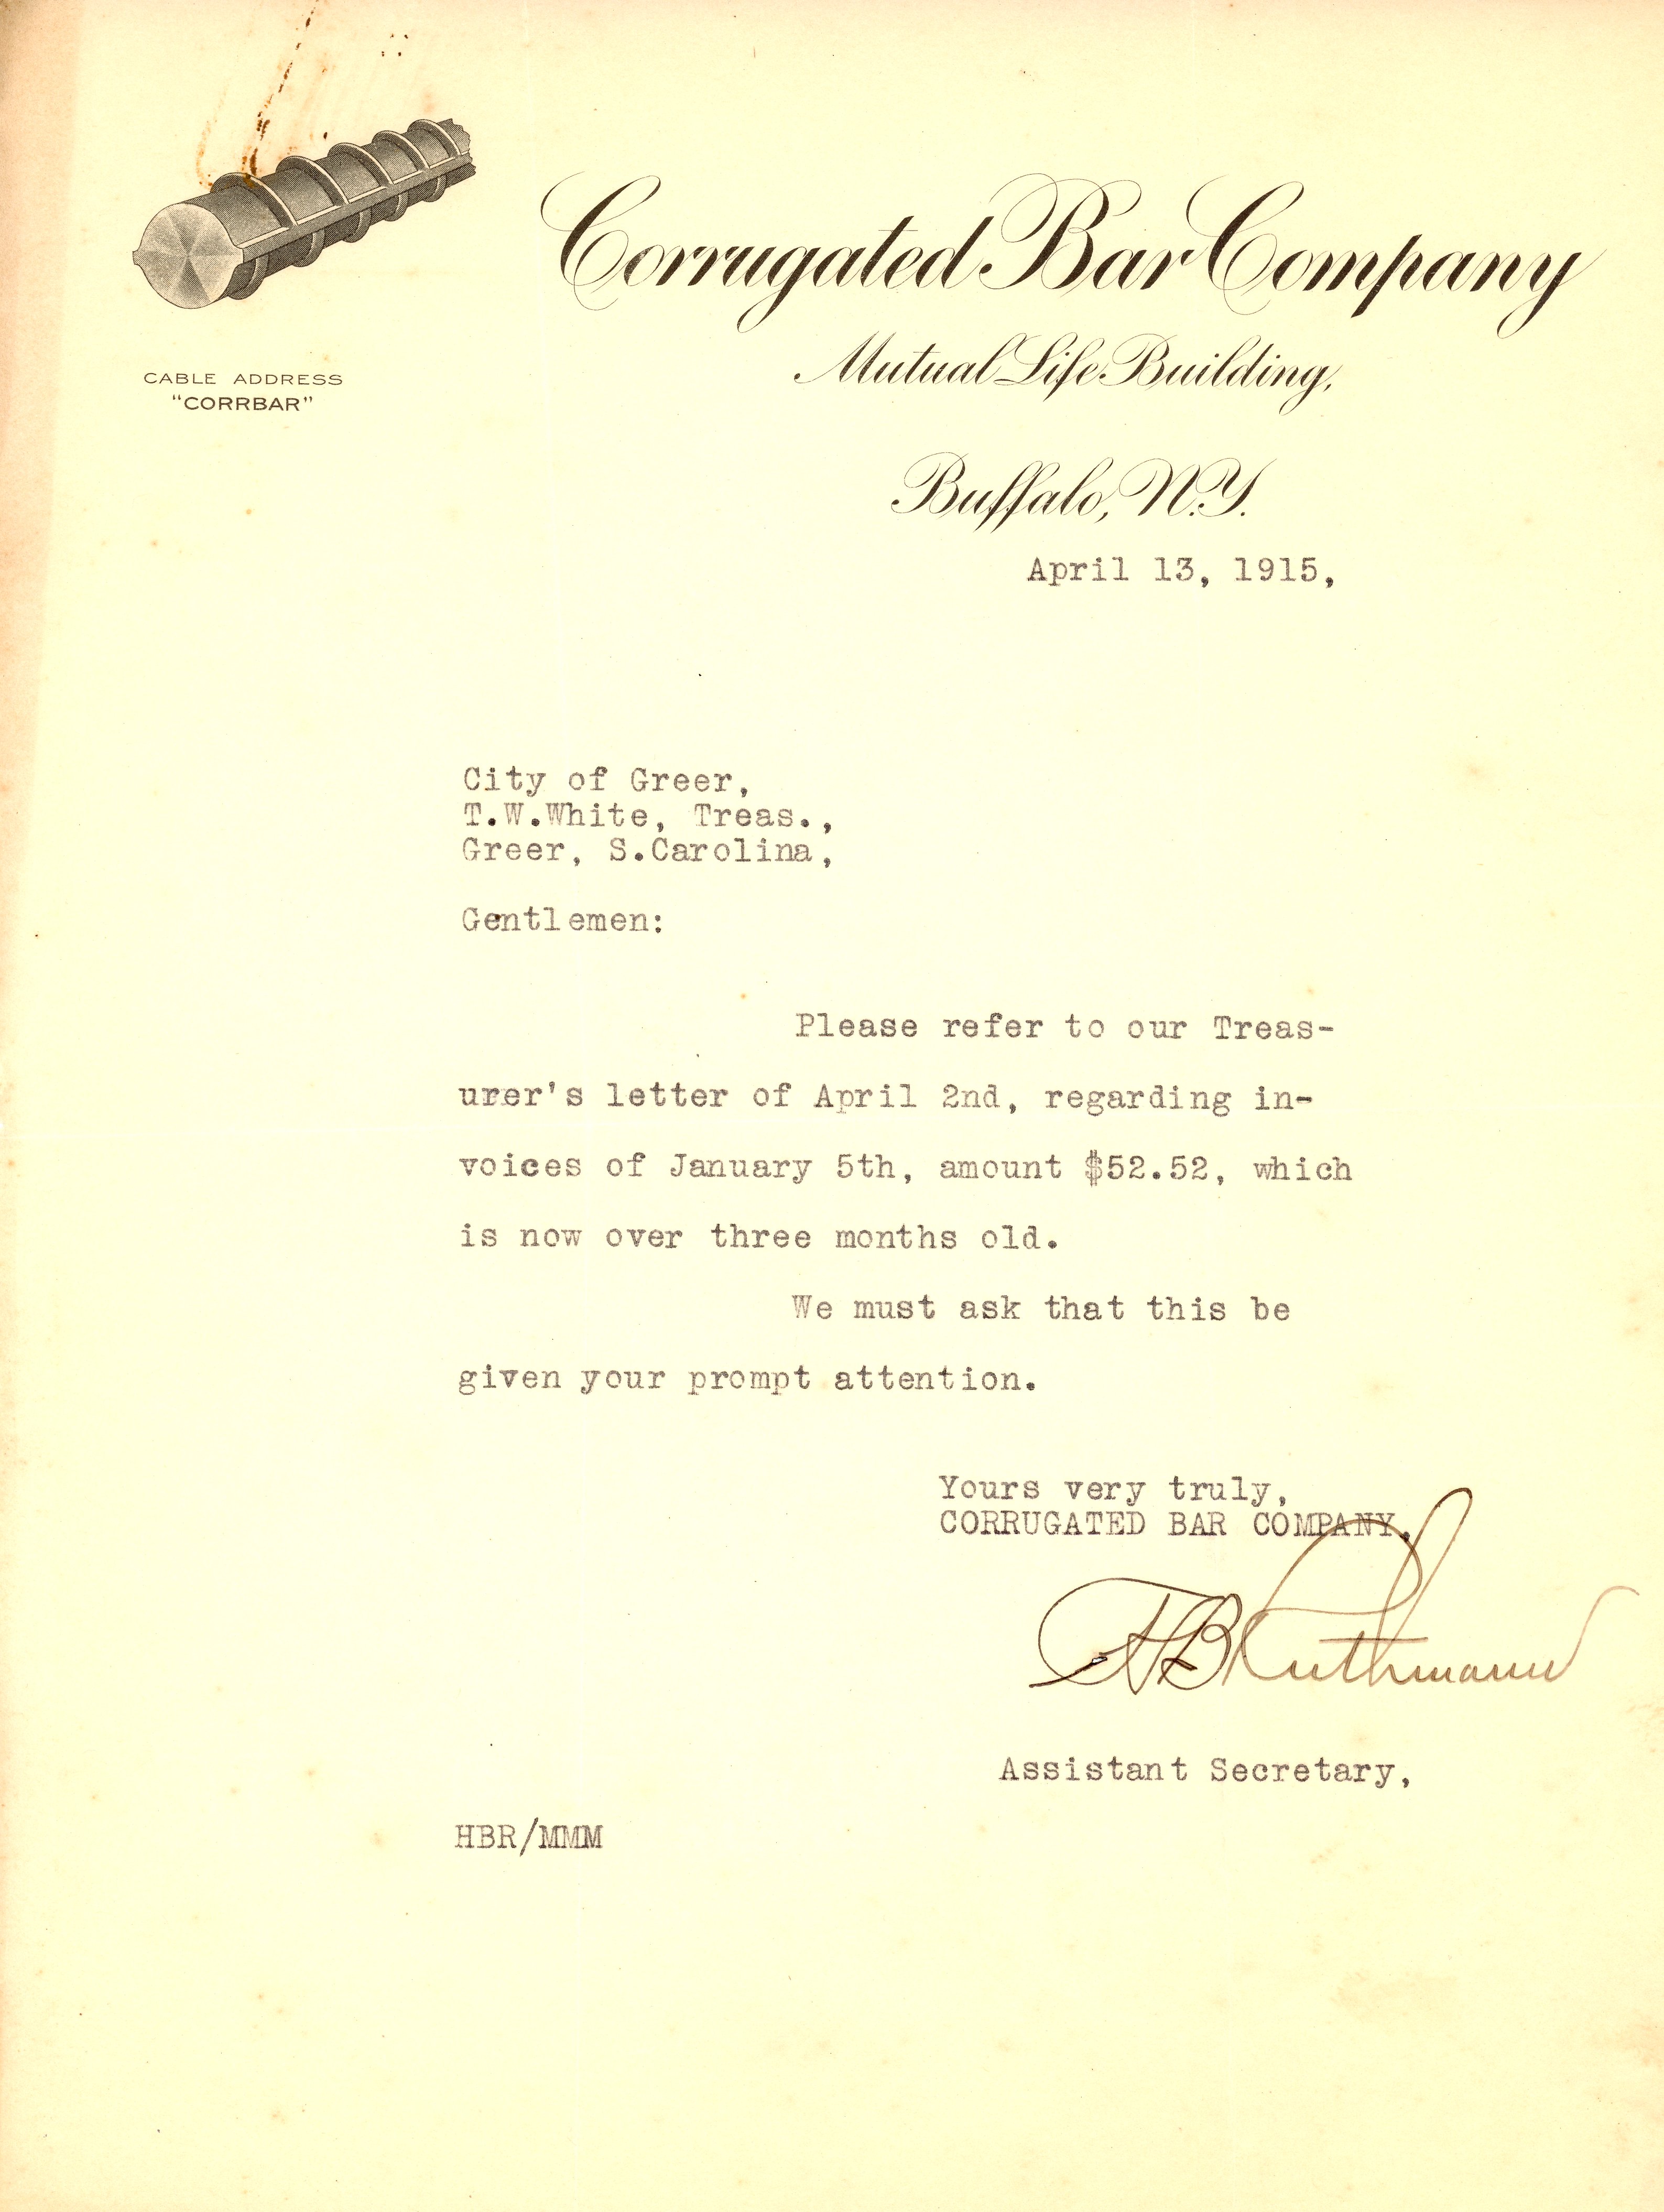 Corrugated Bar Company
Mutual Life Building,
CABLE ADDRESS
"CORRBAR"
Buffalo, N.Y.
April 13, 1915,
City of Greer,
T.W.White, Treas.,
Greer, S.Carolina,
Gentlemen:
Please refer to our Treas-
urer's letter of April 2nd, regarding in-
voices of January 5th, amount $52.52, which
is now over three months old.
We must ask that this be
given your prompt attention.
Yours very truly,
CORRUGATED BAR COMPANY,
HB Ruthmann
Assistant Secretary,
HBR/MMM